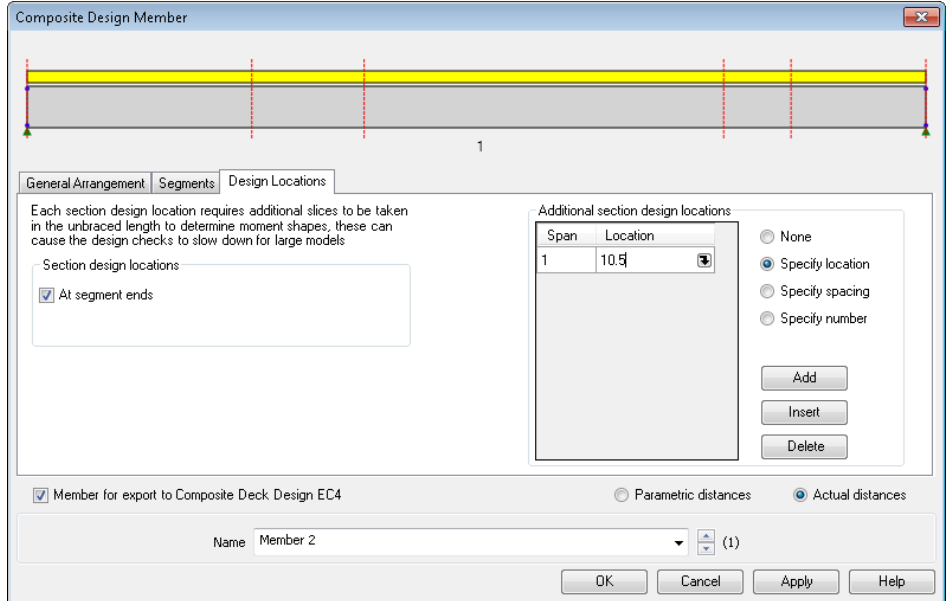 Composite Design Member
1
General Arrangement Segments Design Locations
Each section design location requires additional slices to be taken
in the unbraced length to determine moment shapes, these can
cause the design checks to slow down for large models
Section design locations
At segment ends
Additional section design locations
Span Location
1 10.5
None
Specify location
Specify spacing
Specify number
Add
Insert
Delete
Member for export to Composite Deck Design EC4
Parametric distances
Actual distances
Name Member 2 (1)
OK Cancel Apply Help